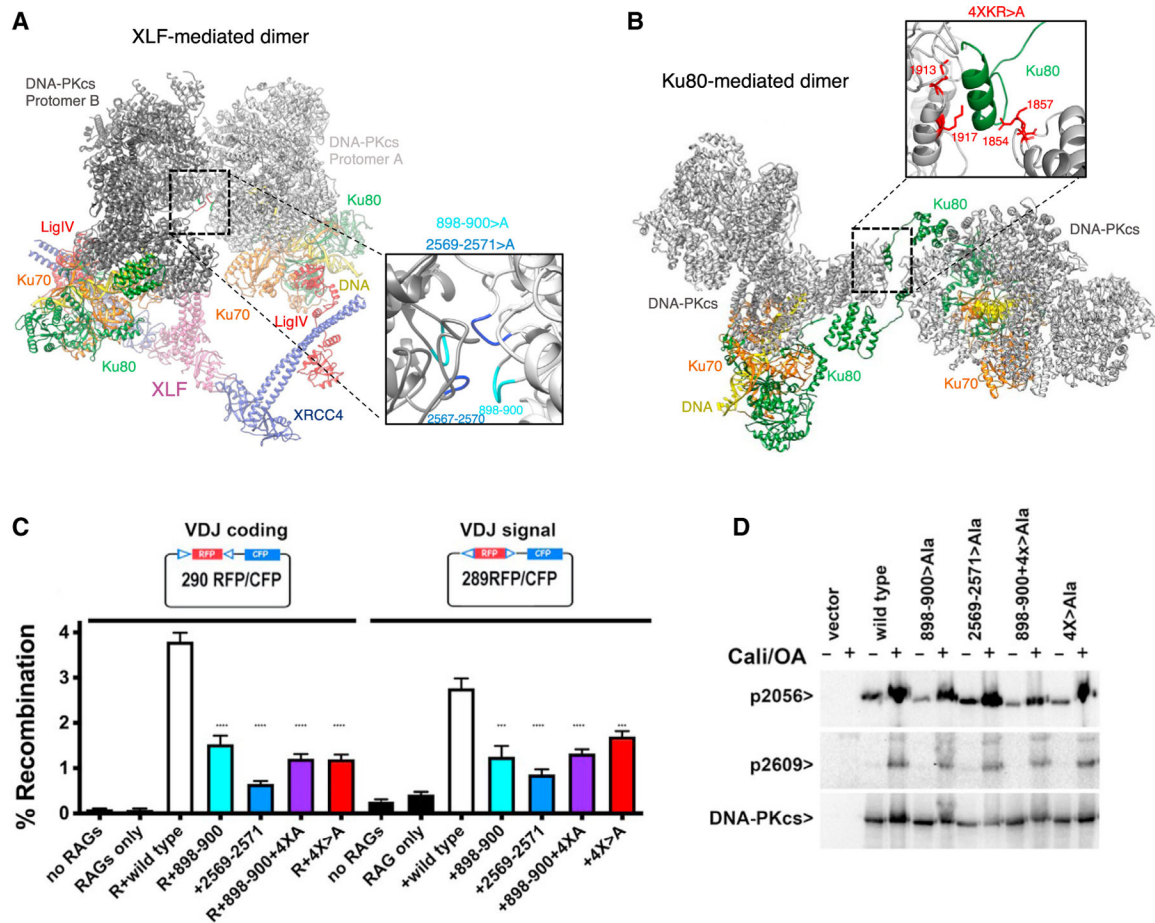 A
XLF-mediated dimer
DNA-PKcs
Protomer B
DNA-PKcs
Protomer A
LigIV
Ku80
898-900>A
2569-2571>A
Ku70
DNA
Ku70
LigIV
Ku80
XLF
XRCC4
2567-2570
898-900
B
4XKR>A
Ku80-mediated dimer
1913
Ku80
1857
1917
1854
Ku80
DNA-PKcs
DNA-PKcs
Ku70
Ku80
DNA
Ku70
C
VDJ coding
RFP
CFP
290 RFP/CFP
VDJ signal
RFP
CFP
289RFP/CFP
% Recombination
4
3
2
1
0
****
****
****
****
***
****
****
***
no RAGs
RAGs only
R+wild type
R+898-900
+2569-2571
R+898-900+4XA
R+4X>A
no RAGs
RAG only
+wild type
+898-900
+2569-2571
+898-900+4XA
+4X>A
D
vector
wild type
898-900>Ala
2569-2571>Ala
898-900+4x>Ala
4X>Ala
Cali/OA − + − + − + − + − + − +
p2056>
p2609>
DNA-PKcs>